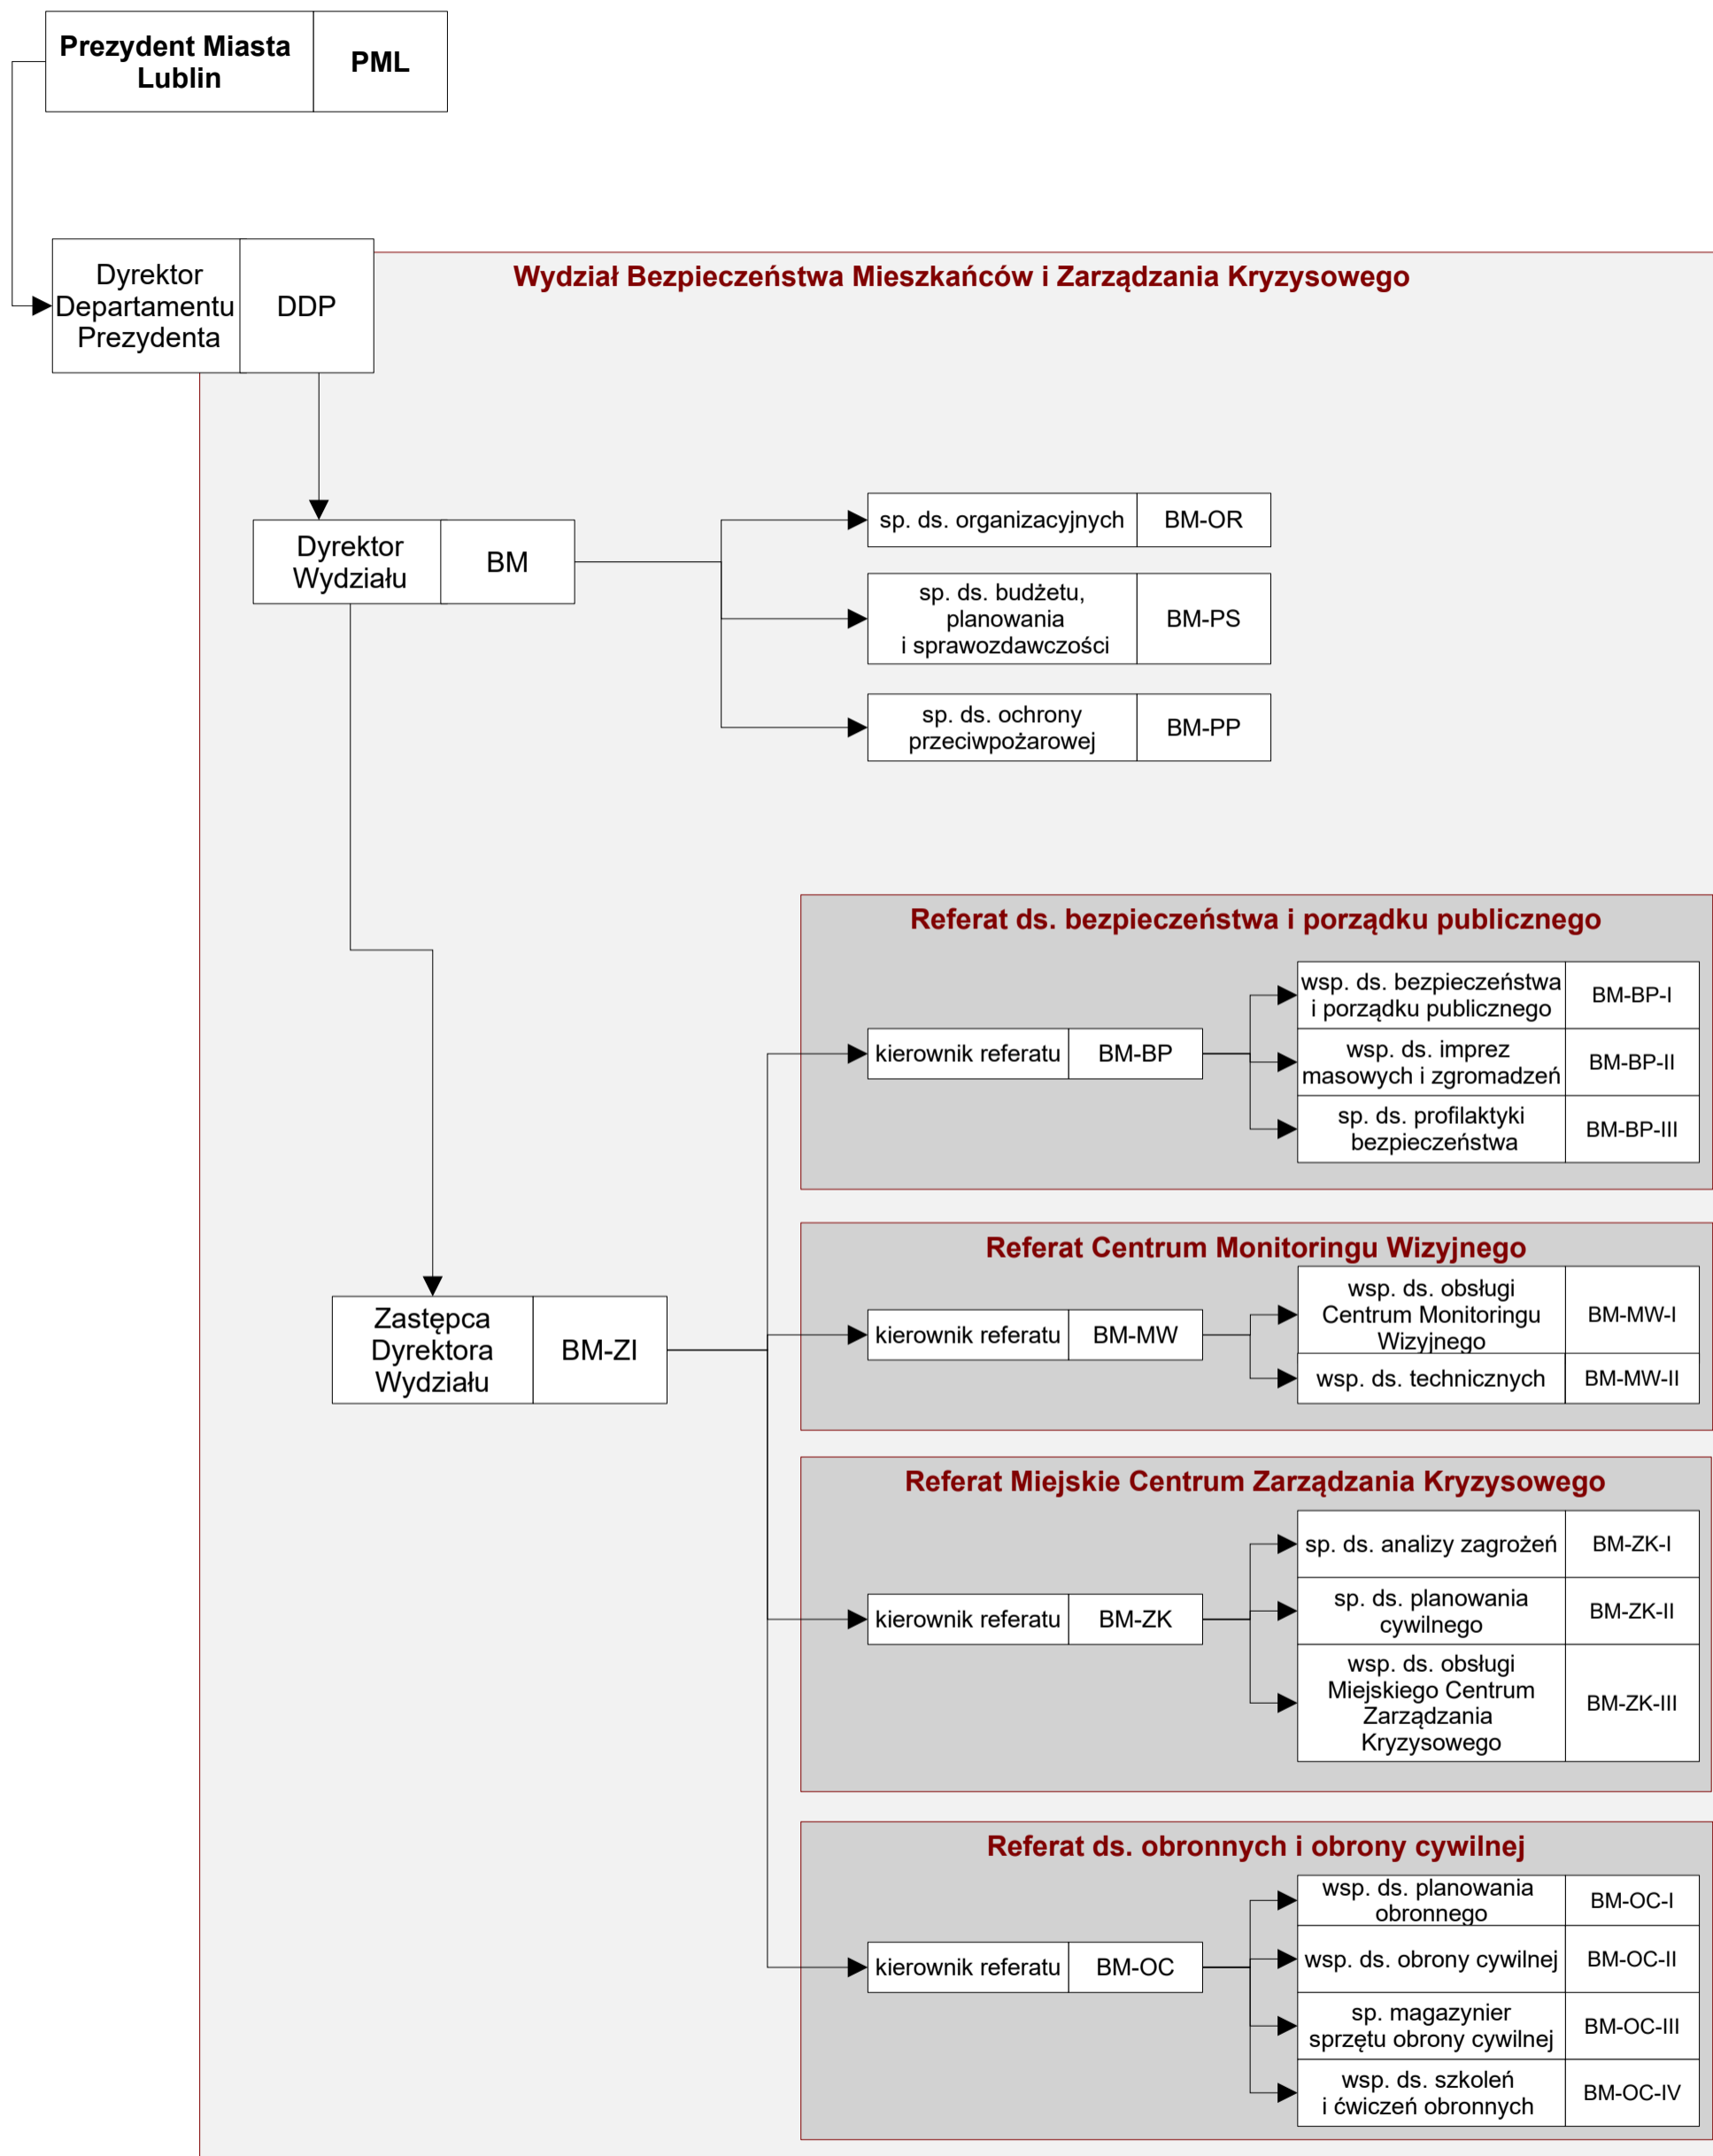 Prezydent Miasta
Lublin
PML
Dyrektor
Departamentu
Prezydenta
DDP
Wydział Bezpieczeństwa Mieszkańców i Zarządzania Kryzysowego
Dyrektor
Wydziału
BM
sp. ds. organizacyjnych
BM-OR
sp. ds. budżetu,
planowania
i sprawozdawczości
BM-PS
sp. ds. ochrony
przeciwpożarowej
BM-PP
Referat ds. bezpieczeństwa i porządku publicznego
kierownik referatu
BM-BP
wsp. ds. bezpieczeństwa
i porządku publicznego
BM-BP-I
wsp. ds. imprez
masowych i zgromadzeń
BM-BP-II
sp. ds. profilaktyki
bezpieczeństwa
BM-BP-III
Zastępca
Dyrektora
Wydziału
BM-ZI
Referat Centrum Monitoringu Wizyjnego
kierownik referatu
BM-MW
wsp. ds. obsługi
Centrum Monitoringu
Wizyjnego
BM-MW-I
wsp. ds. technicznych
BM-MW-II
Referat Miejskie Centrum Zarządzania Kryzysowego
kierownik referatu
BM-ZK
sp. ds. analizy zagrożeń
BM-ZK-I
sp. ds. planowania
cywilnego
BM-ZK-II
wsp. ds. obsługi
Miejskiego Centrum
Zarządzania
Kryzysowego
BM-ZK-III
Referat ds. obronnych i obrony cywilnej
kierownik referatu
BM-OC
wsp. ds. planowania
obronnego
BM-OC-I
wsp. ds. obrony cywilnej
BM-OC-II
sp. magazynier
sprzętu obrony cywilnej
BM-OC-III
wsp. ds. szkoleń
i ćwiczeń obronnych
BM-OC-IV